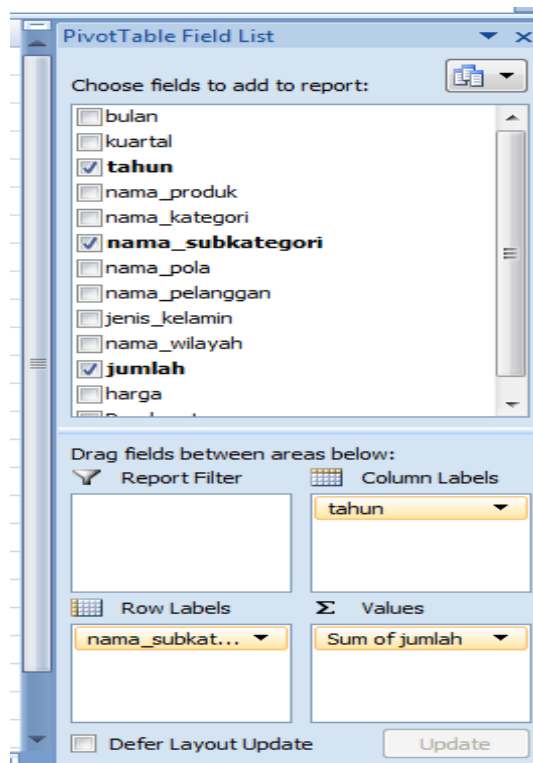 PivotTable Field List
Choose fields to add to report:
bulan
kuartal
tahun
nama_produk
nama_kategori
nama_subkategori
nama_pola
nama_pelanggan
jenis_kelamin
nama_wilayah
jumlah
harga
Drag fields between areas below:
Report Filter
Column Labels
tahun
Row Labels
Σ Values
nama_subkat...
Sum of jumlah
Defer Layout Update
Update